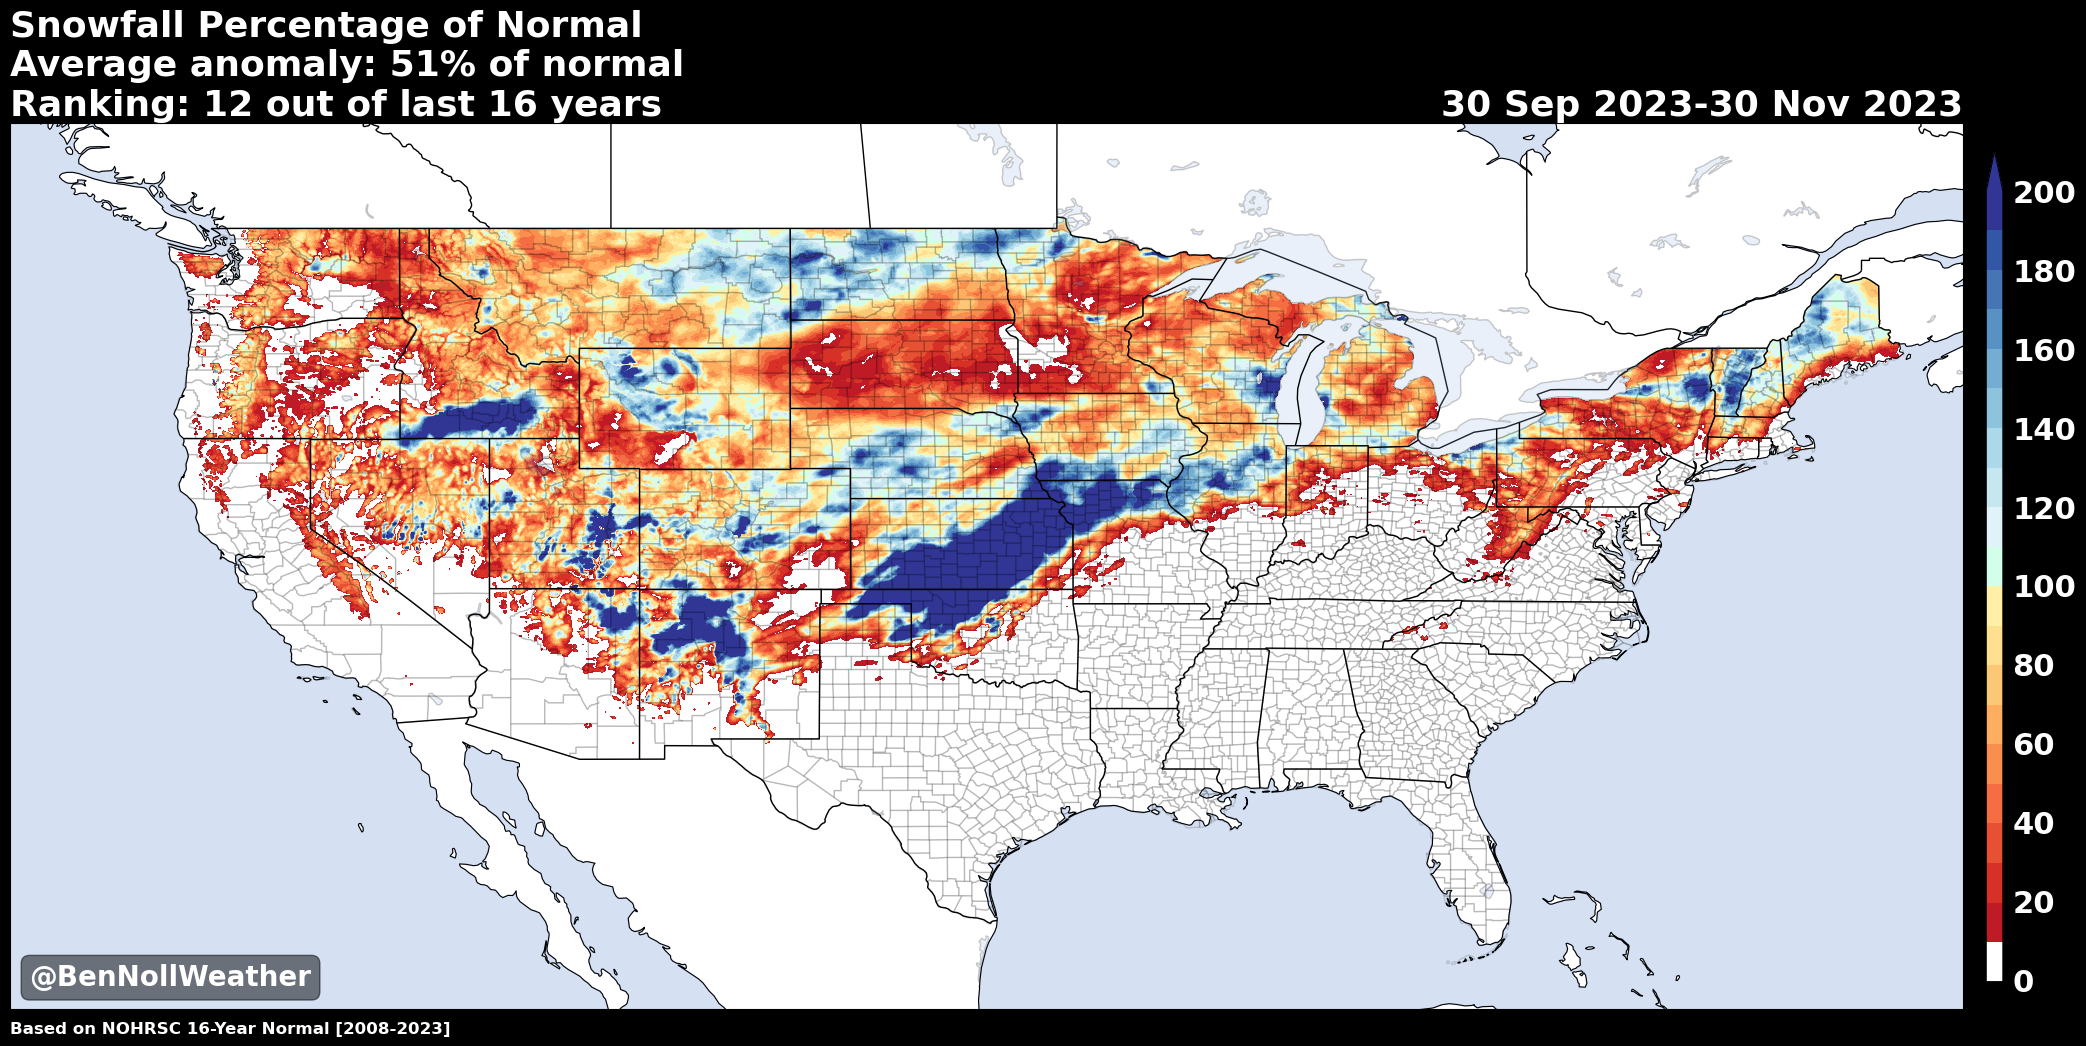 Snowfall Percentage of Normal
Average anomaly: 51% of normal
Ranking: 12 out of last 16 years
30 Sep 2023-30 Nov 2023
200
180
160
140
120
100
80
60
40
20
0
@BenNollWeather
Based on NOHRSC 16-Year Normal [2008-2023]